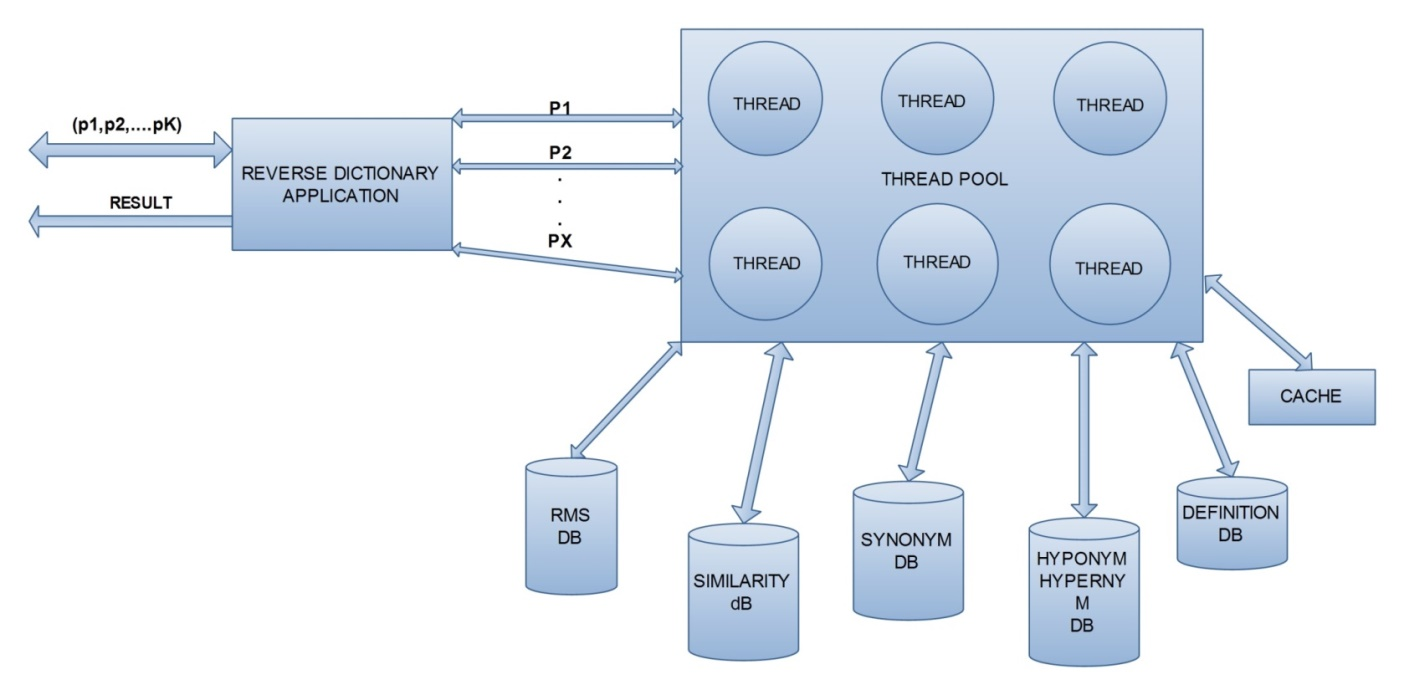 (p1,p2,....pK)
RESULT
REVERSE DICTIONARY
APPLICATION
P1
P2
.
.
.
PX
THREAD
THREAD
THREAD
THREAD POOL
THREAD
THREAD
THREAD
CACHE
RMS
DB
SIMILARITY
dB
SYNONYM
DB
HYPONYM
HYPERNY
M
DB
DEFINITION
DB